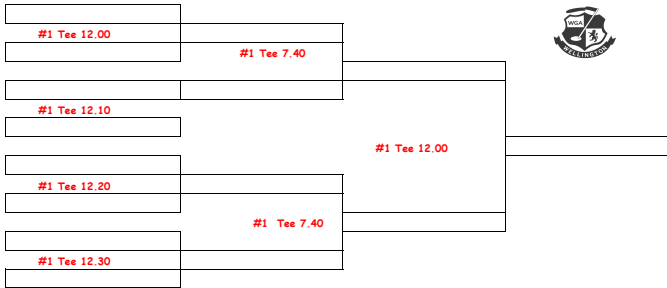 #1 Tee 12.00
#1 Tee 7.40
#1 Tee 12.10
#1 Tee 12.00
#1 Tee 12.20
#1 Tee 7.40
#1 Tee 12.30
WGA
WELLINGTON